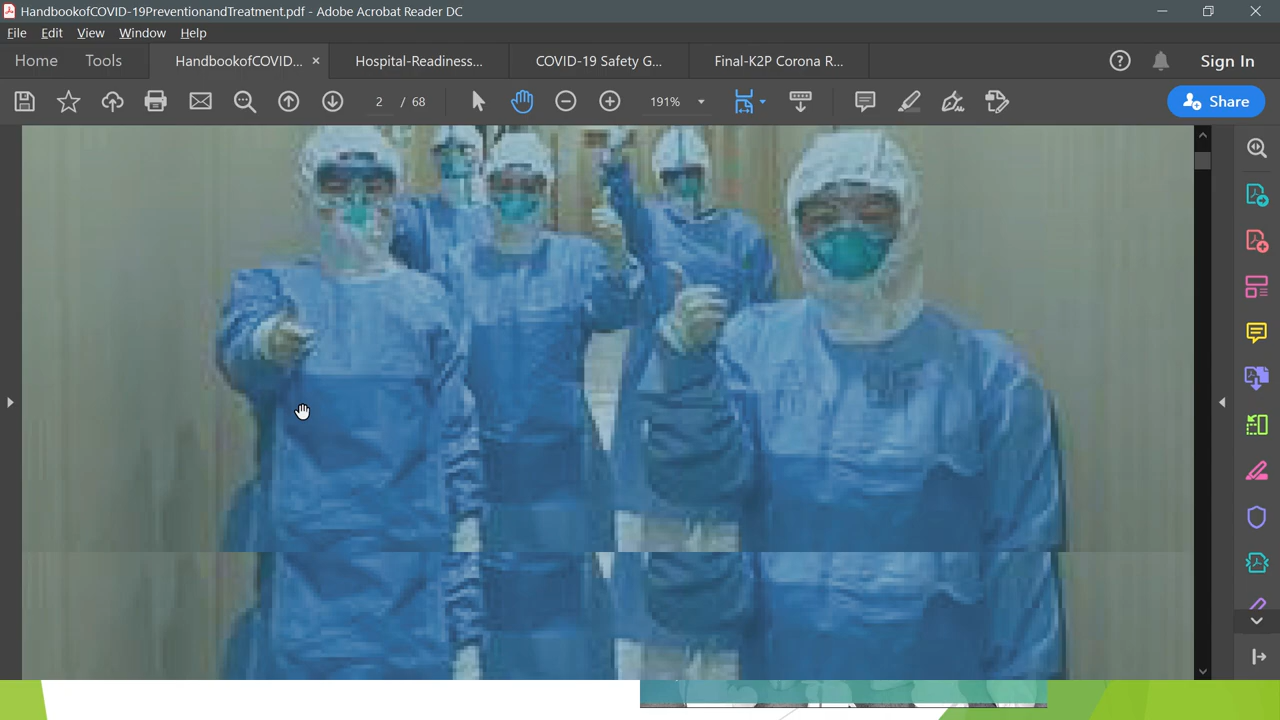 HandbookofCOVID-19PreventionandTreatment.pdf - Adobe Acrobat Reader DC
File Edit View Window Help
Home Tools HandbookofCOVID... × Hospital-Readiness... COVID-19 Safety G... Final-K2P Corona R... Sign In
2 / 68 191% Share